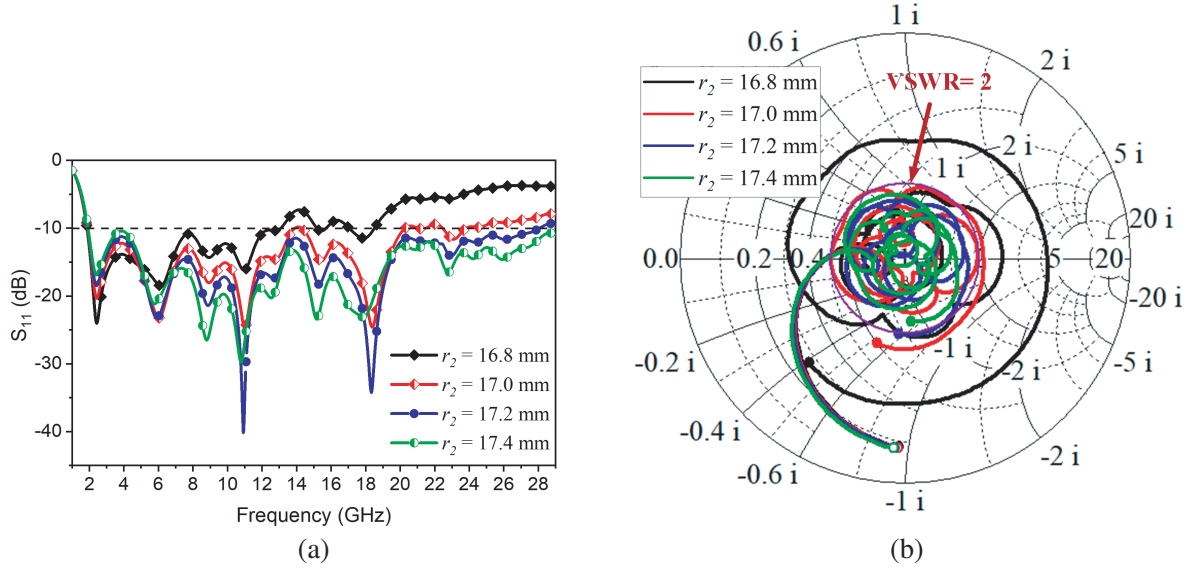 0
-10
-20
-30
-40
S11 (dB)
2 4 6 8 10 12 14 16 18 20 22 24 26 28
Frequency (GHz)
r2 = 16.8 mm
r2 = 17.0 mm
r2 = 17.2 mm
r2 = 17.4 mm
(a)
1 i
0.6 i
2 i
r2 = 16.8 mm
r2 = 17.0 mm
r2 = 17.2 mm
r2 = 17.4 mm
VSWR= 2
2 i
1 i
5 i
20 i
0.0
0.2
0.4
5
20
-20 i
-5 i
-0.2 i
-1 i
-2 i
-0.4 i
-0.6 i
-2 i
-1 i
(b)